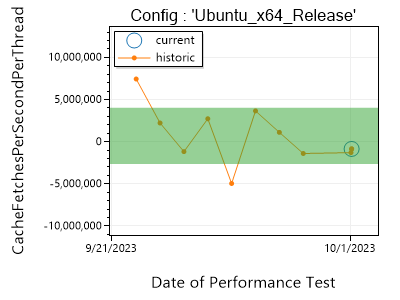 Config : 'Ubuntu_x64_Release'
current
historic
CacheFetchesPerSecondPerThread
10,000,000
5,000,000
0
-5,000,000
-10,000,000
9/21/2023
10/1/2023
Date of Performance Test